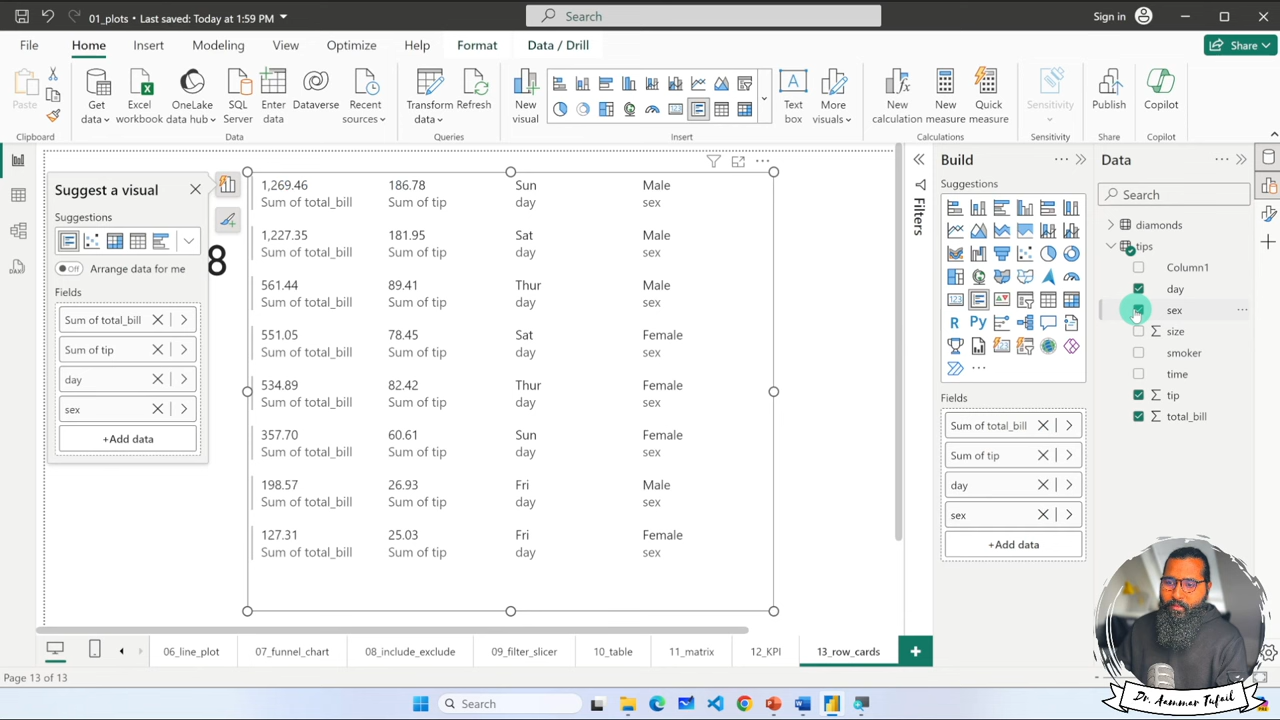 01_plots • Last saved: Today at 1:59 PM
Search
Sign in
File
Home
Insert
Modeling
View
Optimize
Help
Format
Data / Drill
Share
Paste
Get data
Excel workbook
OneLake data hub
SQL Server
Enter data
Dataverse
Recent sources
Transform data
Refresh
New visual
Text box
More visuals
New calculation
New measure
Quick measure
Sensitivity
Publish
Copilot
Clipboard
Data
Queries
Insert
Calculations
Sensitivity
Share
Copilot
Suggest a visual
Suggestions
Off
Arrange data for me
Fields
Sum of total_bill
Sum of tip
day
sex
+Add data
8
1,269.46 186.78 Sun Male
Sum of total_bill Sum of tip day sex
1,227.35 181.95 Sat Male
Sum of total_bill Sum of tip day sex
561.44 89.41 Thur Male
Sum of total_bill Sum of tip day sex
551.05 78.45 Sat Female
Sum of total_bill Sum of tip day sex
534.89 82.42 Thur Female
Sum of total_bill Sum of tip day sex
357.70 60.61 Sun Female
Sum of total_bill Sum of tip day sex
198.57 26.93 Fri Male
Sum of total_bill Sum of tip day sex
127.31 25.03 Fri Female
Sum of total_bill Sum of tip day sex
Filters
Build
Suggestions
R
Py
Fields
Sum of total_bill
Sum of tip
day
sex
+Add data
Data
Search
diamonds
tips
Column1
day
sex
size
smoker
time
tip
total_bill
06_line_plot
07_funnel_chart
08_include_exclude
09_filter_slicer
10_table
11_matrix
12_KPI
13_row_cards
Page 13 of 13
Search
Dr. Aammar Tufail